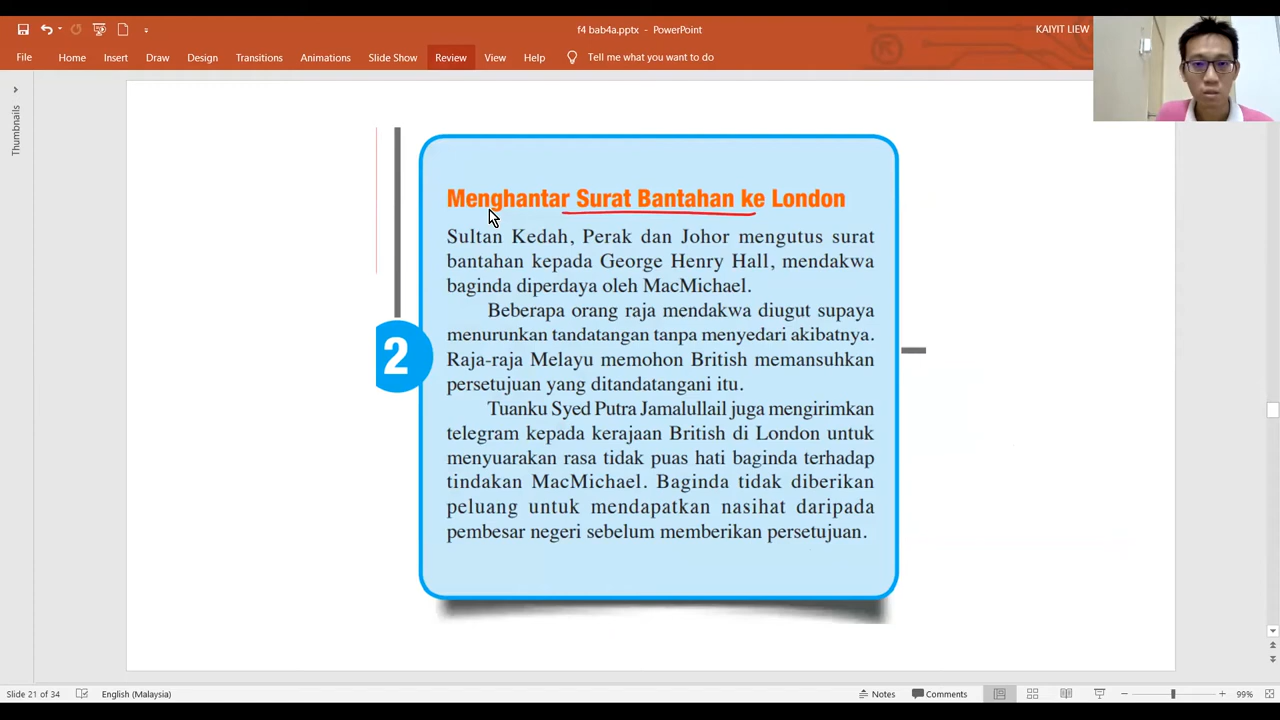 f4 bab4a.pptx - PowerPoint
KAIYIT LIEW
File Home Insert Draw Design Transitions Animations Slide Show Review View Help Tell me what you want to do
Thumbnails
Menghantar Surat Bantahan ke London
Sultan Kedah, Perak dan Johor mengutus surat
bantahan kepada George Henry Hall, mendakwa
baginda diperdaya oleh MacMichael.
Beberapa orang raja mendakwa diugut supaya
menurunkan tandatangan tanpa menyedari akibatnya.
Raja-raja Melayu memohon British memansuhkan
persetujuan yang ditandatangani itu.
Tuanku Syed Putra Jamalullail juga mengirimkan
telegram kepada kerajaan British di London untuk
menyuarakan rasa tidak puas hati baginda terhadap
tindakan MacMichael. Baginda tidak diberikan
peluang untuk mendapatkan nasihat daripada
pembesar negeri sebelum memberikan persetujuan.
2
Slide 21 of 34 English (Malaysia) Notes Comments 99%